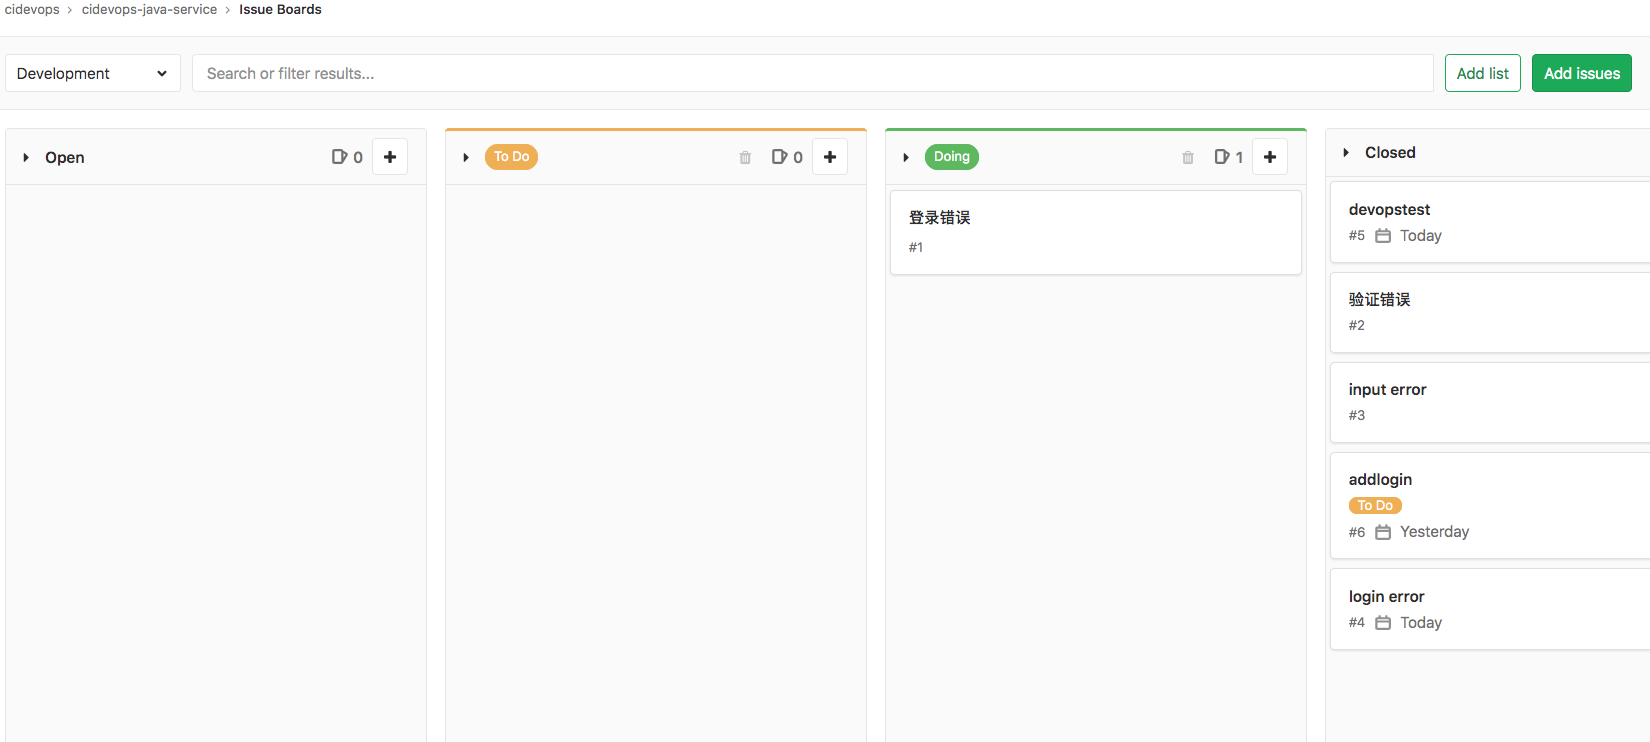 cidevops › cidevops-java-service › Issue Boards
Development
Search or filter results...
Add list
Add issues
Open
0
To Do
0
Doing
1
登录错误
#1
Closed
devopstest
#5 Today
验证错误
#2
input error
#3
addlogin
To Do
#6 Yesterday
login error
#4 Today